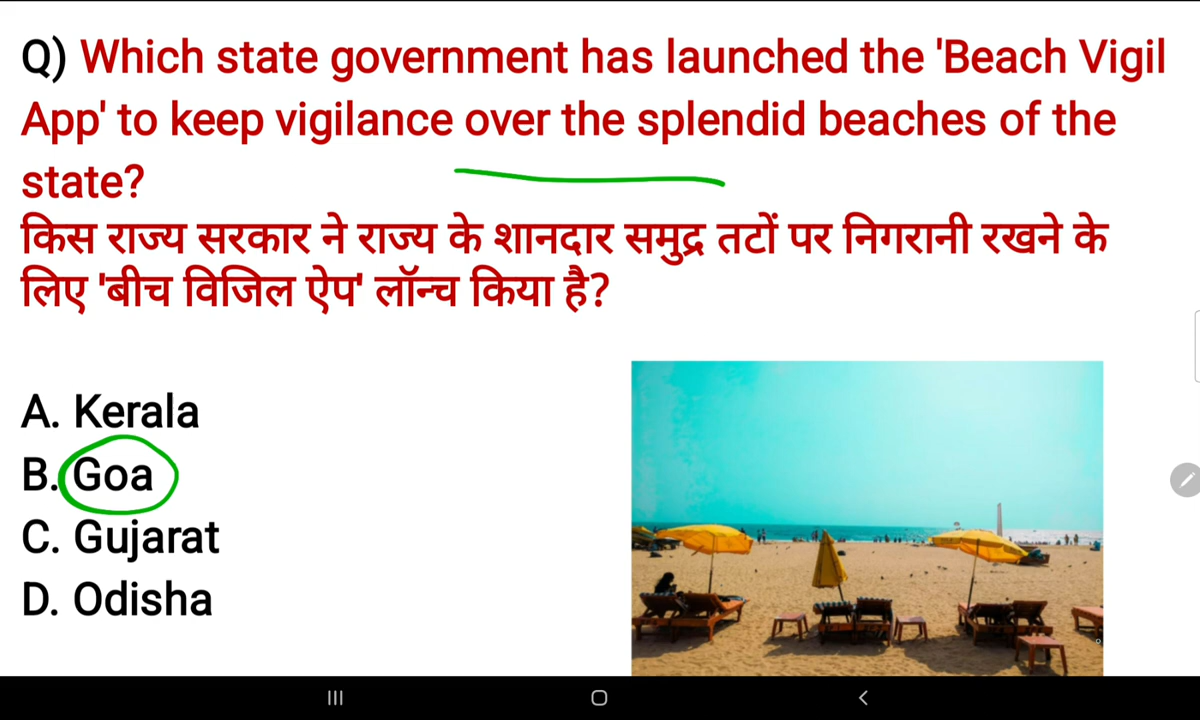 Q) Which state government has launched the 'Beach Vigil
App' to keep vigilance over the splendid beaches of the
state?
किस राज्य सरकार ने राज्य के शानदार समुद्र तटों पर निगरानी रखने के
लिए 'बीच विजिल ऐप' लॉन्च किया है?
A. Kerala
B. Goa
C. Gujarat
D. Odisha